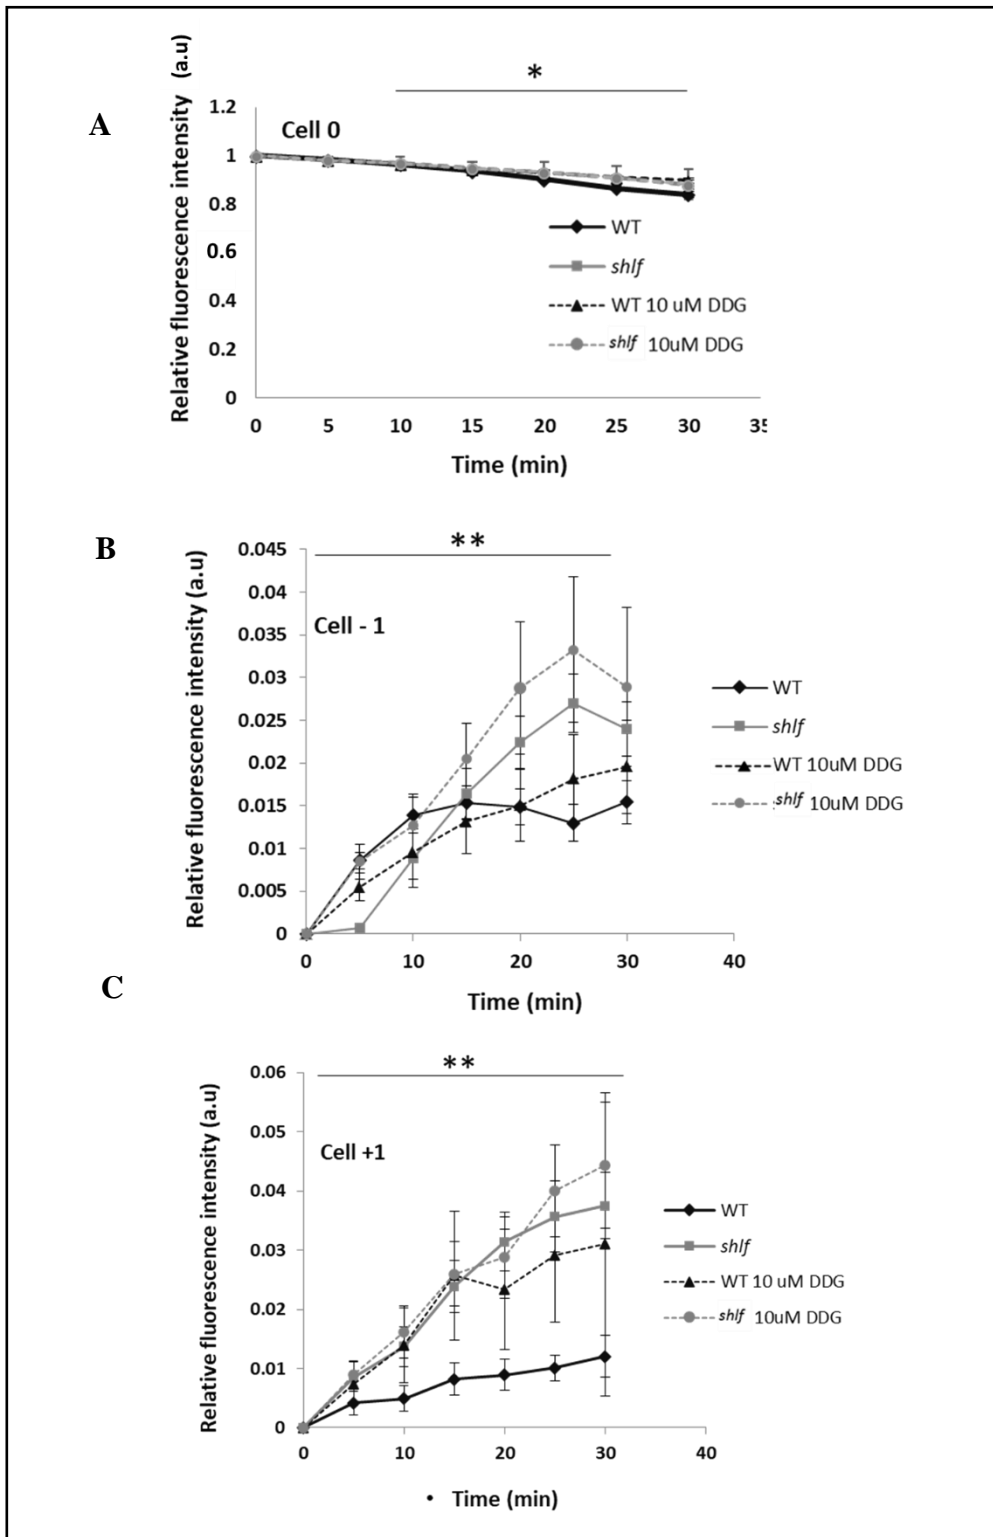 A
Relative fluorescence intensity (a.u)
*
Cell 0
1.2
1
0.8
0.6
0.4
0.2
0
WT
shlf
WT 10 uM DDG
shlf 10uM DDG
0 5 10 15 20 25 30
Time (min)
B
Relative fluorescence intensity (a.u)
**
Cell - 1
0.045
0.04
0.035
0.03
0.025
0.02
0.015
0.01
0.005
0
WT
shlf
WT 10uM DDG
shlf 10uM DDG
0 10 20 30 40
Time (min)
C
Relative fluorescence intensity (a.u)
**
Cell +1
0.06
0.05
0.04
0.03
0.02
0.01
0
WT
shlf
WT 10 uM DDG
shlf 10uM DDG
0 10 20 30 40
• Time (min)